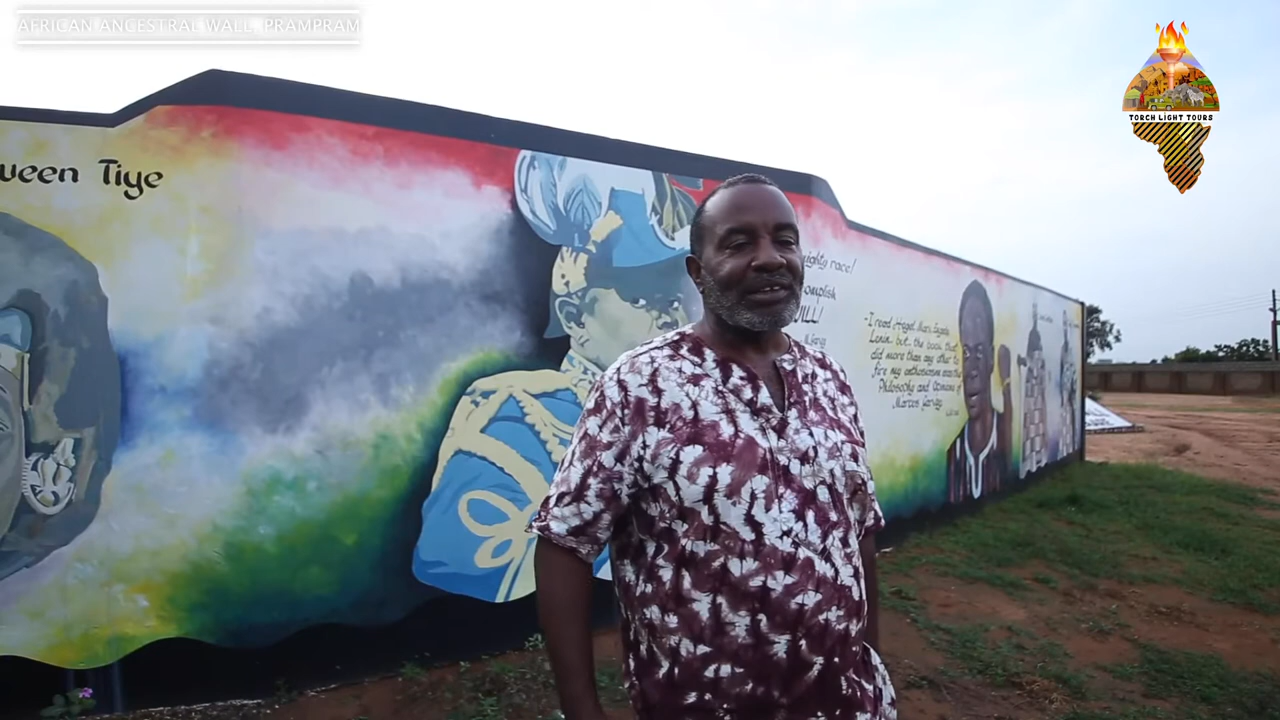 AFRICAN ANCESTRAL WALL, PRAMPRAM
TORCH LIGHT TOURS
ueen Tiye
ighty race!
omplish
ILL!
M. Garvey
-I read Hegel, Marx, Engels,
Lenin, but the book that
did more than any other to
fire my enthusiasm was the
Philosophy and Opinions of
Marcus Garvey